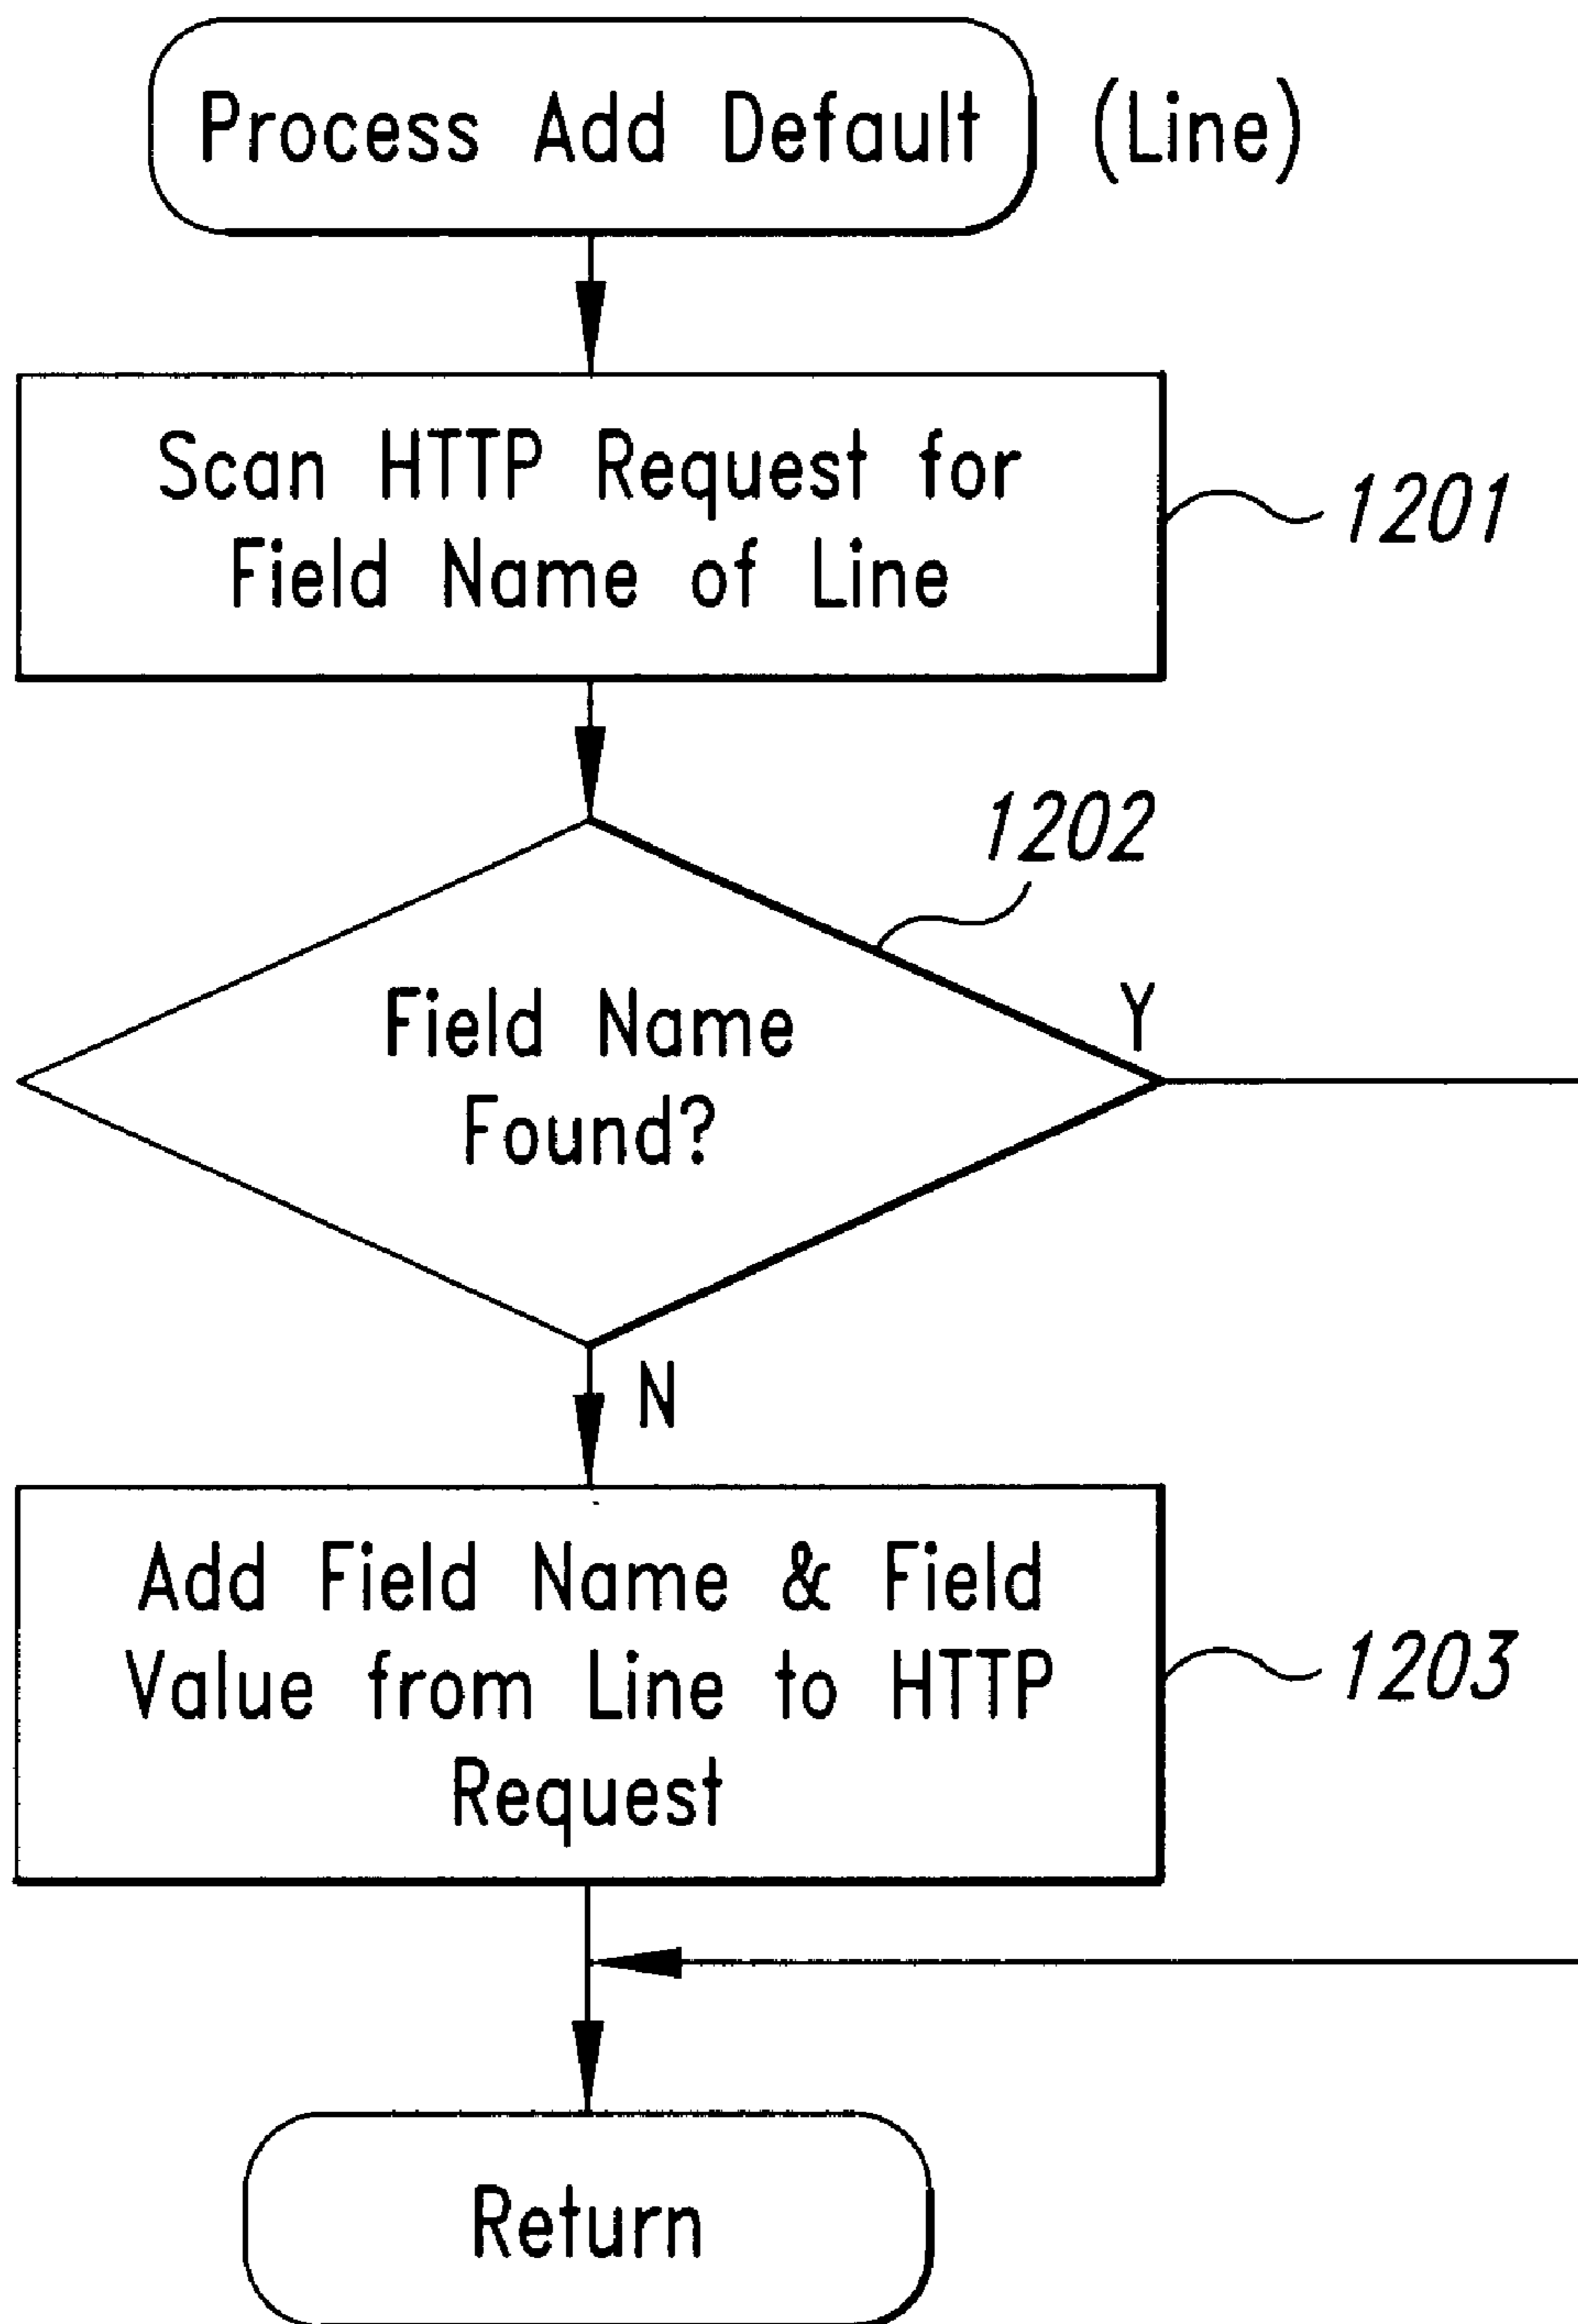 Process Add Default (Line)
Scan HTTP Request for
Field Name of Line
1201
1202
Field Name
Found?
Y
N
Add Field Name & Field
Value from Line to HTTP
Request
1203
Return